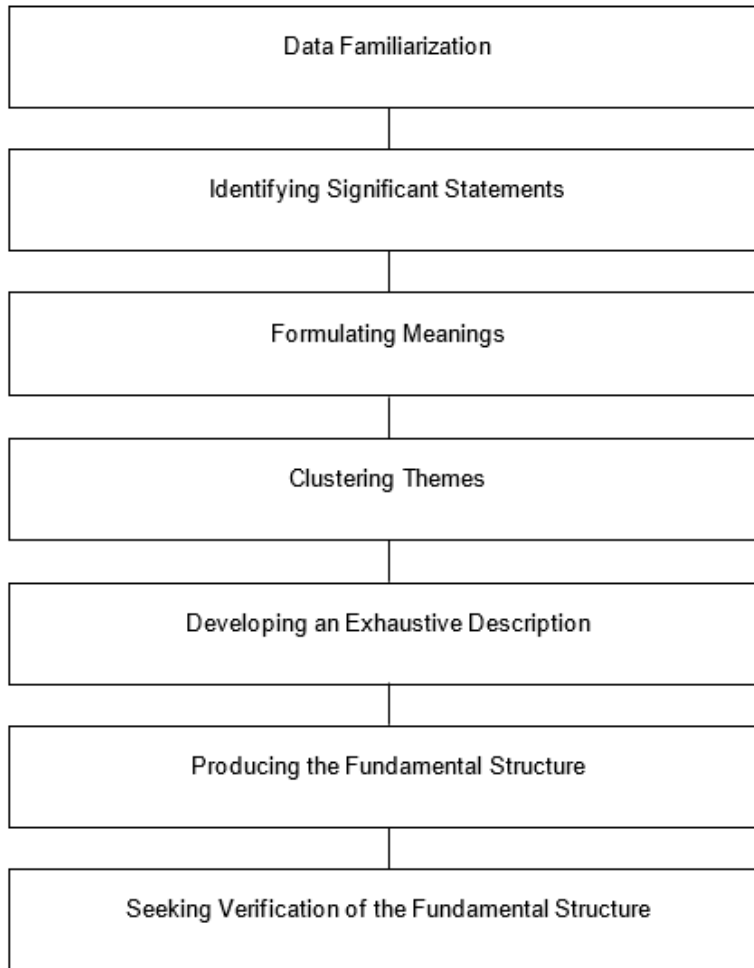 Data Familiarization
Identifying Significant Statements
Formulating Meanings
Clustering Themes
Developing an Exhaustive Description
Producing the Fundamental Structure
Seeking Verification of the Fundamental Structure